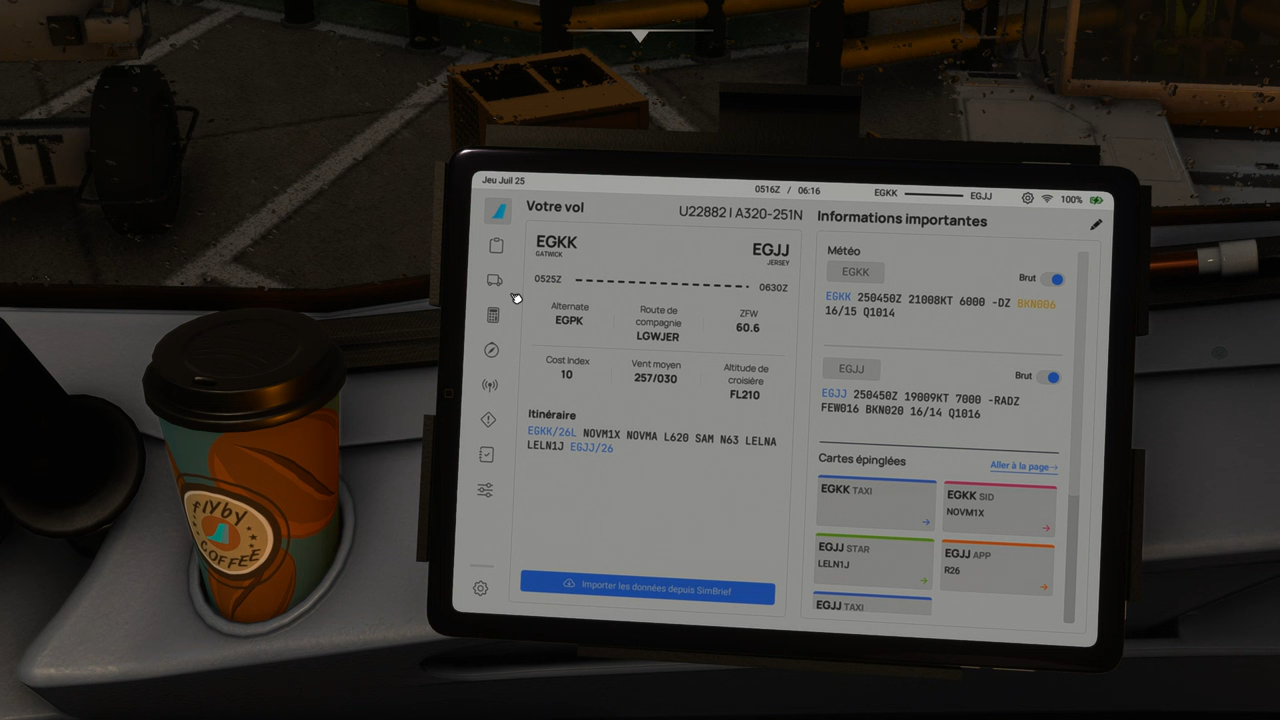 NT
flyby
COFFEE
Jeu Juil 25
0516Z / 06:16
EGKK
EGJJ
100%
Votre vol
U22882 | A320-251N
EGKK
GATWICK
EGJJ
JERSEY
0525Z
0630Z
Alternate
EGPK
Route de
compagnie
LGWJER
ZFW
60.6
Cost Index
10
Vent moyen
257/030
Altitude de
croisière
FL210
Itinéraire
EGKK/26L NOVM1X NOVMA L620 SAM N63 LELNA
LELN1J EGJJ/26
Importer les données depuis SimBrief
Informations importantes
Météo
EGKK
Brut
EGKK 250450Z 21008KT 6000 -DZ BKN006
16/15 Q1014
EGJJ
Brut
EGJJ 250450Z 19009KT 7000 -RADZ
FEW016 BKN020 16/14 Q1016
Cartes épinglées
Aller à la page→
EGKK TAXI
EGKK SID
NOVM1X
EGJJ STAR
LELN1J
EGJJ APP
R26
EGJJ TAXI